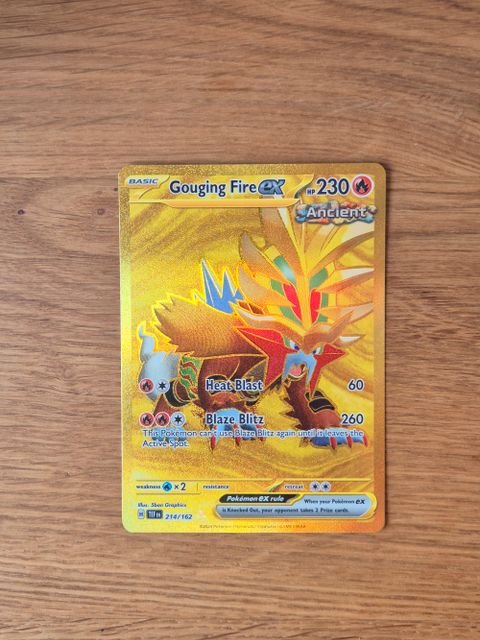 BASIC Gouging Fire ex HP 230
Ancient
Heat Blast 60
Blaze Blitz 260
This Pokémon can't use Blaze Blitz again until it leaves the
Active Spot.
weakness ×2 resistance retreat
Pokémon ex rule When your Pokémon ex
is Knocked Out, your opponent takes 2 Prize cards.
Illus. 5ban Graphics
H TEF EN 214/162